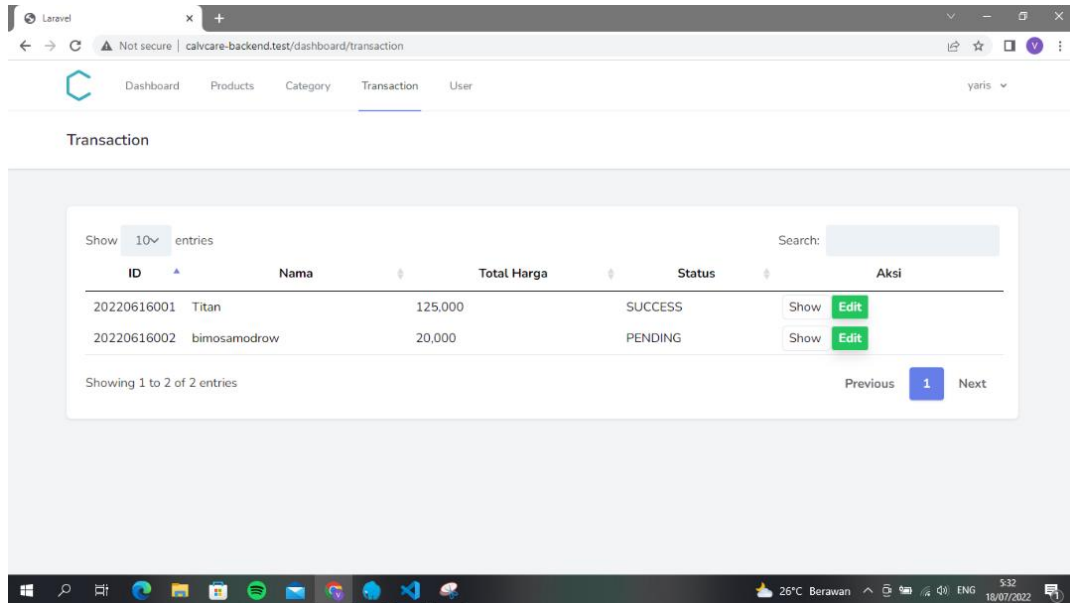 Laravel
Not secure | calvcare-backend.test/dashboard/transaction
V
Dashboard Products Category Transaction User yaris
Transaction
Show 10 entries Search:
ID Nama Total Harga Status Aksi
20220616001 Titan 125,000 SUCCESS Show Edit
20220616002 bimosamodrow 20,000 PENDING Show Edit
Showing 1 to 2 of 2 entries Previous 1 Next
26°C Berawan ENG 5:32
18/07/2022